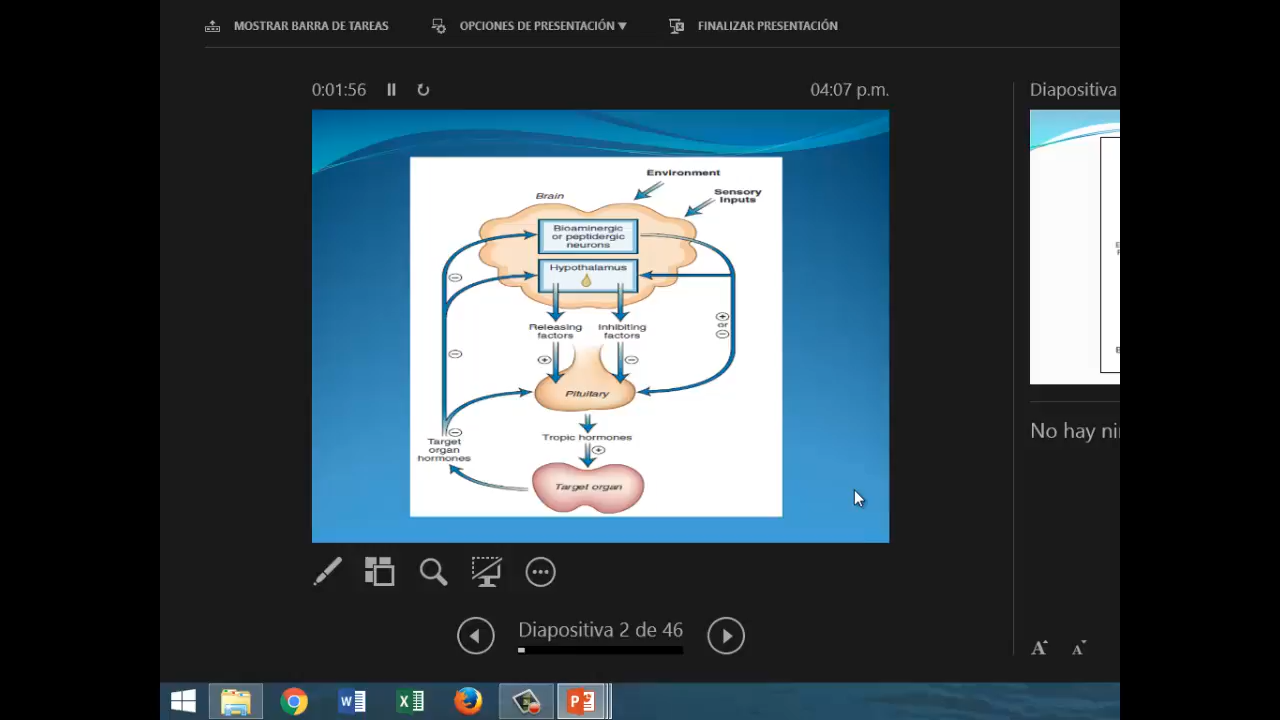 MOSTRAR BARRA DE TAREAS
OPCIONES DE PRESENTACIÓN ▼
FINALIZAR PRESENTACIÓN
0:01:56
04:07 p.m.
Diapositiva
Environment
Brain
Sensory
Inputs
Bioaminergic
or peptidergic
neurons
Hypothalamus
−
−
+
or
−
Releasing
factors
Inhibiting
factors
+
−
Pituitary
−
Target
organ
hormones
Tropic hormones
+
Target organ
No hay
Diapositiva 2 de 46
A
A